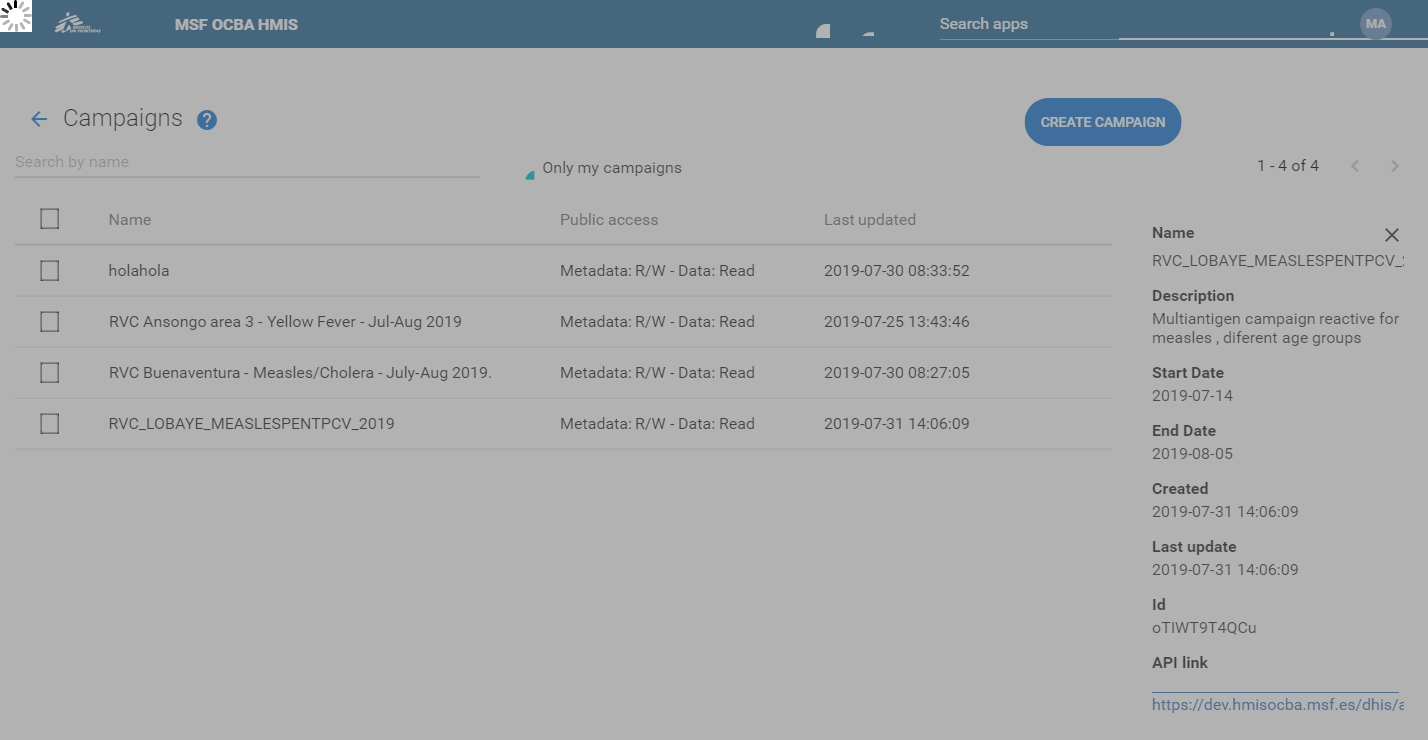 MSF OCBA HMIS
Search apps
MA
Campaigns ?
CREATE CAMPAIGN
Search by name
Only my campaigns
1 - 4 of 4
Name Public access Last updated
holahola Metadata: R/W - Data: Read 2019-07-30 08:33:52
RVC Ansongo area 3 - Yellow Fever - Jul-Aug 2019 Metadata: R/W - Data: Read 2019-07-25 13:43:46
RVC Buenaventura - Measles/Cholera - July-Aug 2019. Metadata: R/W - Data: Read 2019-07-30 08:27:05
RVC_LOBAYE_MEASLESPENTPCV_2019 Metadata: R/W - Data: Read 2019-07-31 14:06:09
Name
RVC_LOBAYE_MEASLESPENTPCV_
Description
Multiantigen campaign reactive for
measles , diferent age groups
Start Date
2019-07-14
End Date
2019-08-05
Created
2019-07-31 14:06:09
Last update
2019-07-31 14:06:09
Id
oTIWT9T4QCu
API link
https://dev.hmisocba.msf.es/dhis/a